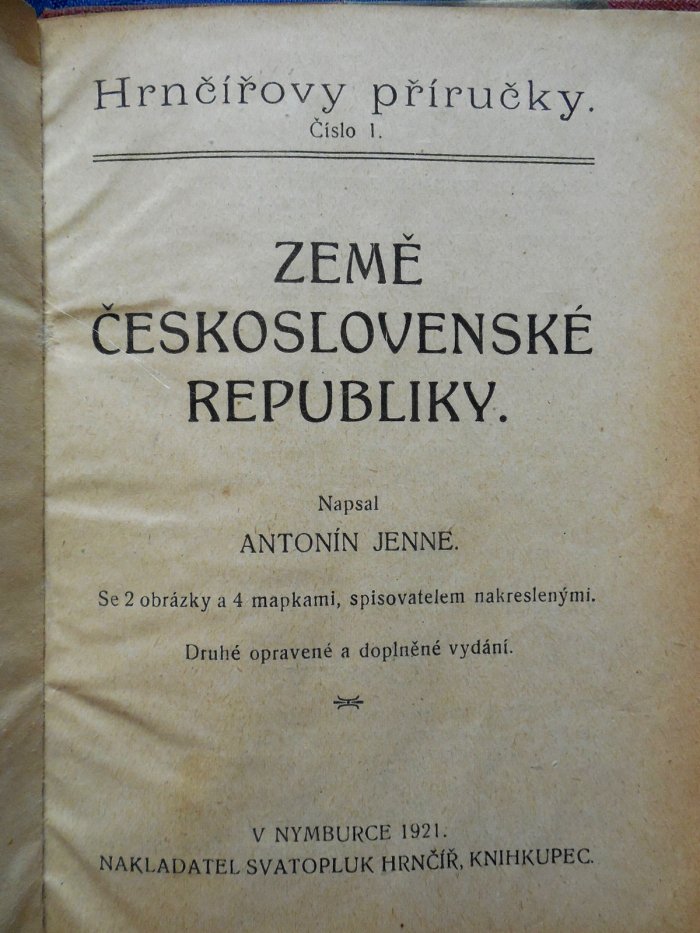 Hrnčířovy příručky.
Číslo 1.
ZEMĚ
ČESKOSLOVENSKÉ
REPUBLIKY.
Napsal
ANTONÍN JENNE.
Se 2 obrázky a 4 mapkami, spisovatelem nakreslenými.
Druhé opravené a doplněné vydání.
V NYMBURCE 1921.
NAKLADATEL SVATOPLUK HRNČÍŘ, KNIHKUPEC.